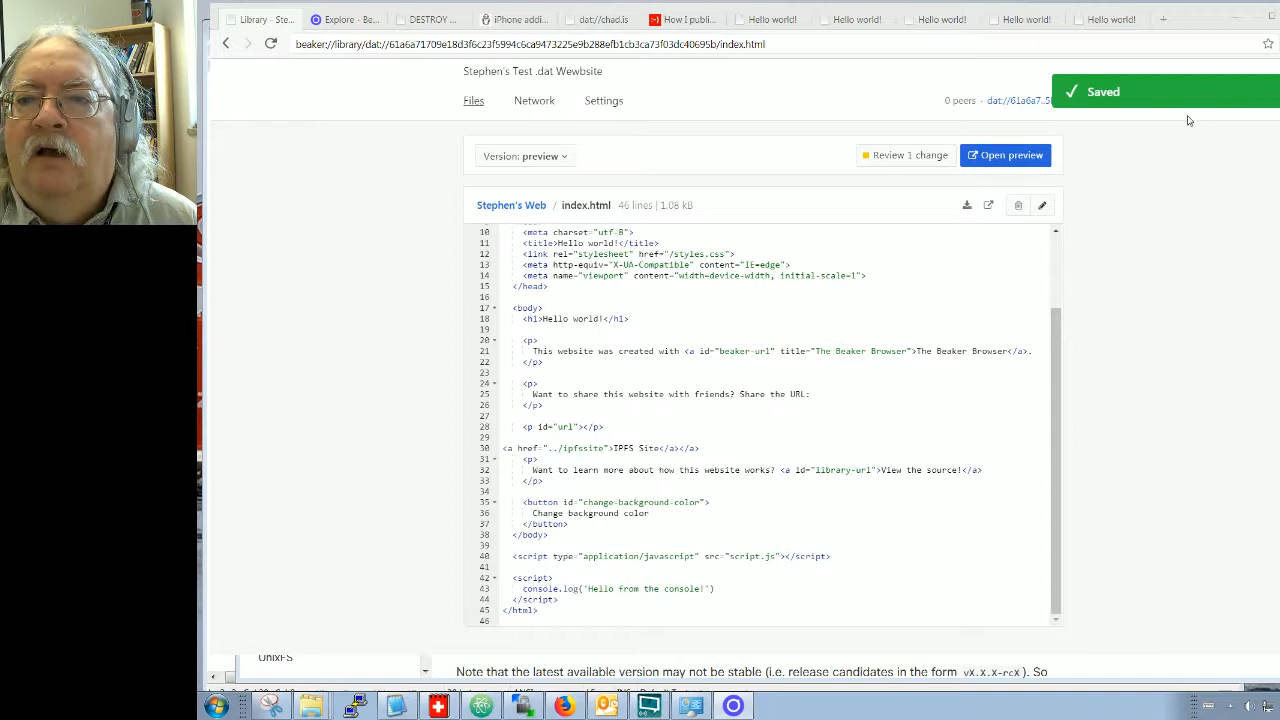 Library - Ste...
Explore - Be...
DESTROY ...
iPhone addi...
dat://chad.is
How I publi...
Hello world!
Hello world!
Hello world!
Hello world!
Hello world!
beaker://library/dat://61a6a71709e18d3f6c23f5994c6ca9473225e9b288efb1cb3ca73f03dc40695b/index.html
Stephen's Test .dat Wewbsite
Files Network Settings
0 peers · dat://61a6a7..5
Saved
Version: preview
Review 1 change
Open preview
Stephen's Web / index.html 46 lines | 1.08 kB
10 <meta charset="utf-8">
11 <title>Hello world!</title>
12 <link rel="stylesheet" href="/styles.css">
13 <meta http-equiv="X-UA-Compatible" content="IE=edge">
14 <meta name="viewport" content="width=device-width, initial-scale=1">
15 </head>
16
17 <body>
18 <h1>Hello world!</h1>
19
20 <p>
21 This website was created with <a id="beaker-url" title="The Beaker Browser">The Beaker Browser</a>.
22 </p>
23
24 <p>
25 Want to share this website with friends? Share the URL:
26 </p>
27
28 <p id="url"></p>
29
30 <a href="../ipfssite">IPFS Site</a></a>
31 <p>
32 Want to learn more about how this website works? <a id="library-url">View the source!</a>
33 </p>
34
35 <button id="change-background-color">
36 Change background color
37 </button>
38 </body>
39
40 <script type="application/javascript" src="script.js"></script>
41
42 <script>
43 console.log('Hello from the console!')
44 </script>
45 </html>
46
UnixFS
Note that the latest available version may not be stable (i.e. release candidates in the form vX.X.X-rcX). So